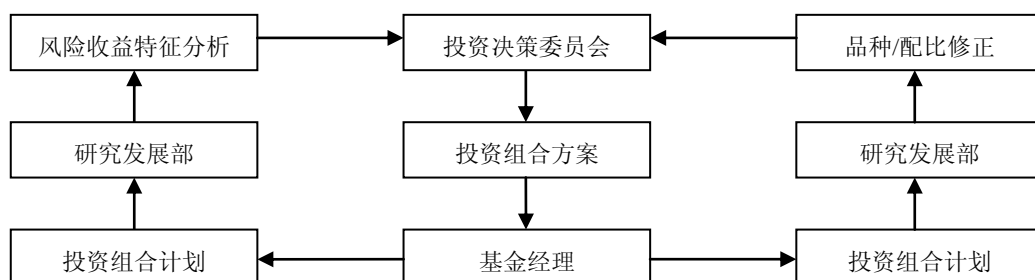 风险收益特征分析
投资决策委员会
品种/配比修正
研究发展部
投资组合方案
研究发展部
投资组合计划
基金经理
投资组合计划